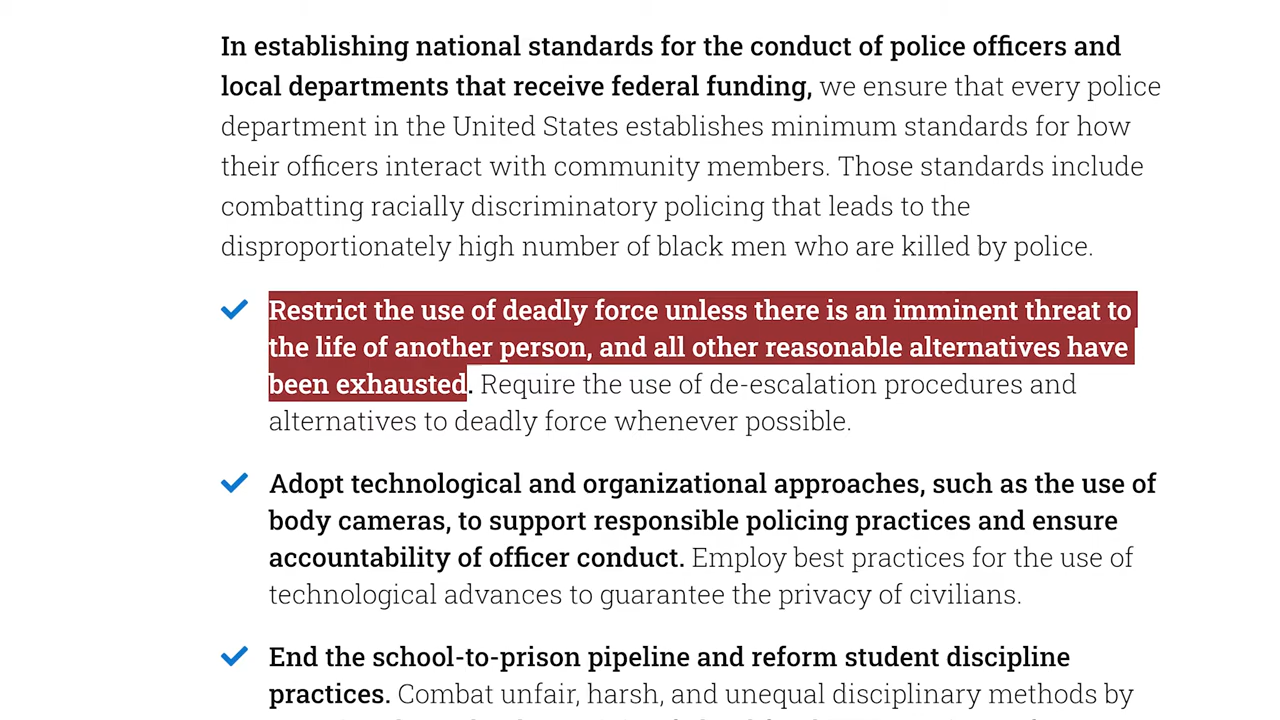 In establishing national standards for the conduct of police officers and
local departments that receive federal funding, we ensure that every police
department in the United States establishes minimum standards for how
their officers interact with community members. Those standards include
combatting racially discriminatory policing that leads to the
disproportionately high number of black men who are killed by police.
Restrict the use of deadly force unless there is an imminent threat to
the life of another person, and all other reasonable alternatives have
been exhausted. Require the use of de-escalation procedures and
alternatives to deadly force whenever possible.
Adopt technological and organizational approaches, such as the use of
body cameras, to support responsible policing practices and ensure
accountability of officer conduct. Employ best practices for the use of
technological advances to guarantee the privacy of civilians.
End the school-to-prison pipeline and reform student discipline
practices. Combat unfair, harsh, and unequal disciplinary methods by